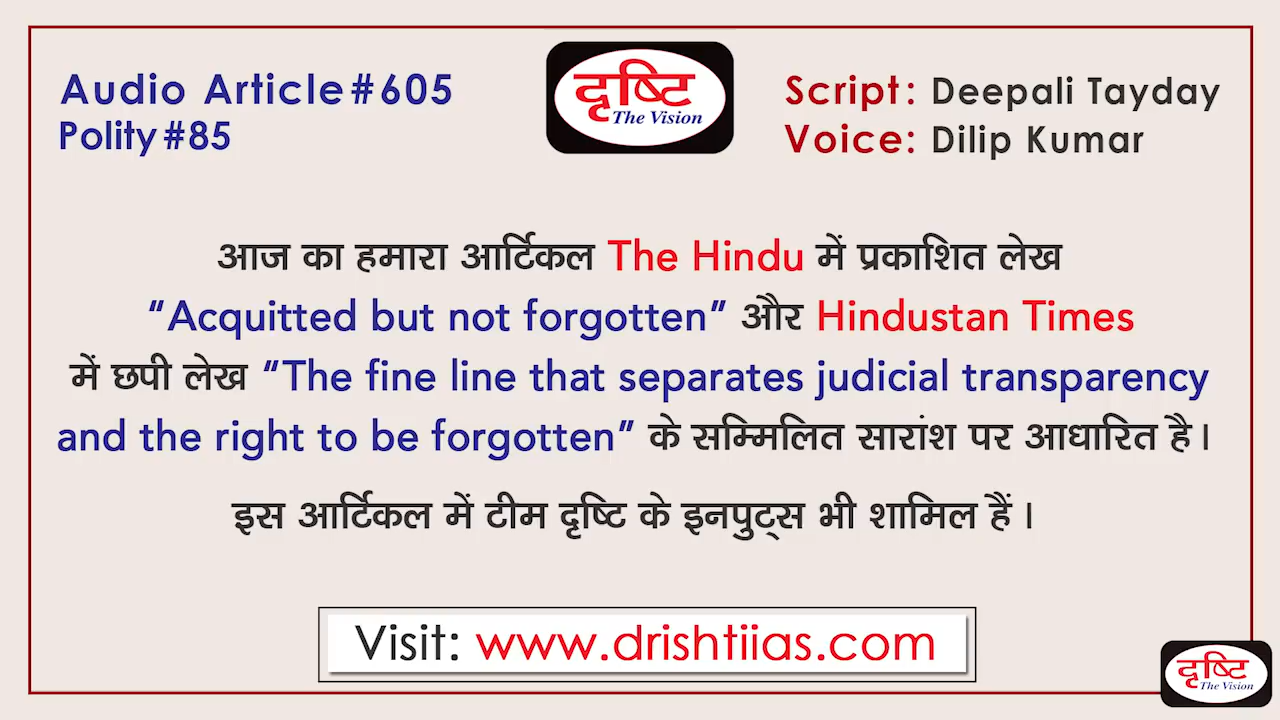 Audio Article #605
Polity #85
दृष्टि
The Vision
Script: Deepali Tayday
Voice: Dilip Kumar
आज का हमारा आर्टिकल The Hindu में प्रकाशित लेख
“Acquitted but not forgotten” और Hindustan Times
में छपी लेख “The fine line that separates judicial transparency
and the right to be forgotten” के सम्मिलित सारांश पर आधारित है।
इस आर्टिकल में टीम दृष्टि के इनपुट्स भी शामिल हैं।
Visit: www.drishtiias.com
दृष्टि
The Vision